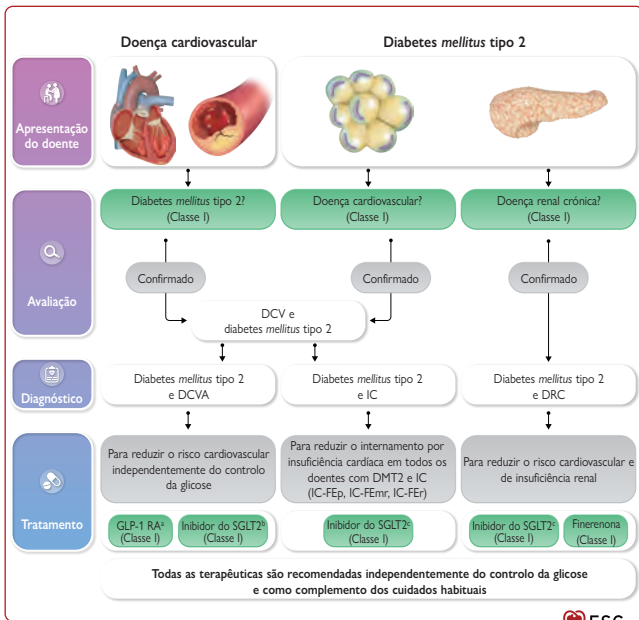 Doença cardiovascular
Diabetes mellitus tipo 2
Apresentação
do doente
Diabetes mellitus tipo 2?
(Classe I)
Doença cardiovascular?
(Classe I)
Doença renal crónica?
(Classe I)
Avaliação
Confirmado
Confirmado
Confirmado
DCV e
diabetes mellitus tipo 2
Diagnóstico
Diabetes mellitus tipo 2
e DCVA
Diabetes mellitus tipo 2
e IC
Diabetes mellitus tipo 2
e DRC
Tratamento
Para reduzir o risco cardiovascular
independentemente do controlo
da glicose
Para reduzir o internamento por
insuficiência cardíaca em todos os
doentes com DMT2 e IC
(IC-FEp, IC-FEmr, IC-FEr)
Para reduzir o risco cardiovascular e
de insuficiência renal
GLP-1 RAᵃ
(Classe I)
Inibidor do SGLT2ᵇ
(Classe I)
Inibidor do SGLT2ᶜ
(Classe I)
Inibidor do SGLT2ᶜ
(Classe I)
Finerenona
(Classe I)
Todas as terapêuticas são recomendadas independentemente do controlo da glicose
e como complemento dos cuidados habituais
ESC